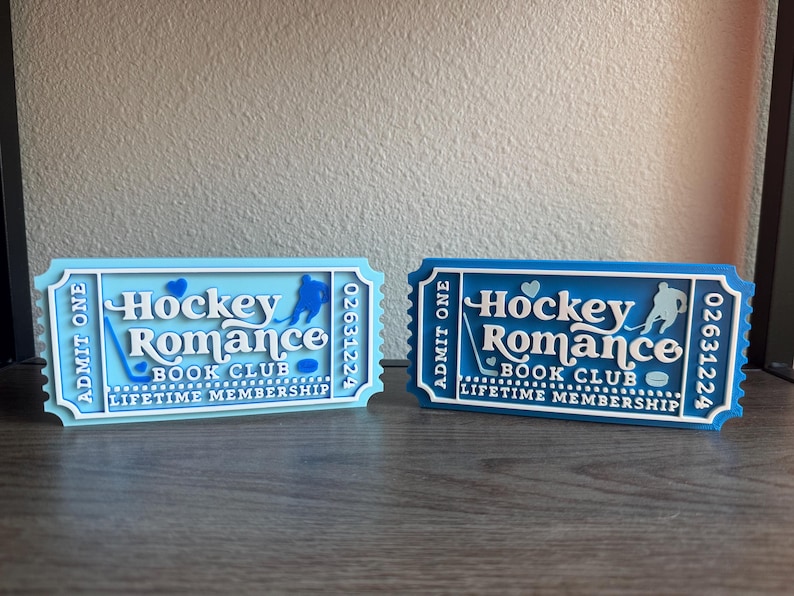 ADMIT ONE
Hockey
Romance
BOOK CLUB
LIFETIME MEMBERSHIP
02631224
ADMIT ONE
Hockey
Romance
BOOK CLUB
LIFETIME MEMBERSHIP
02631224